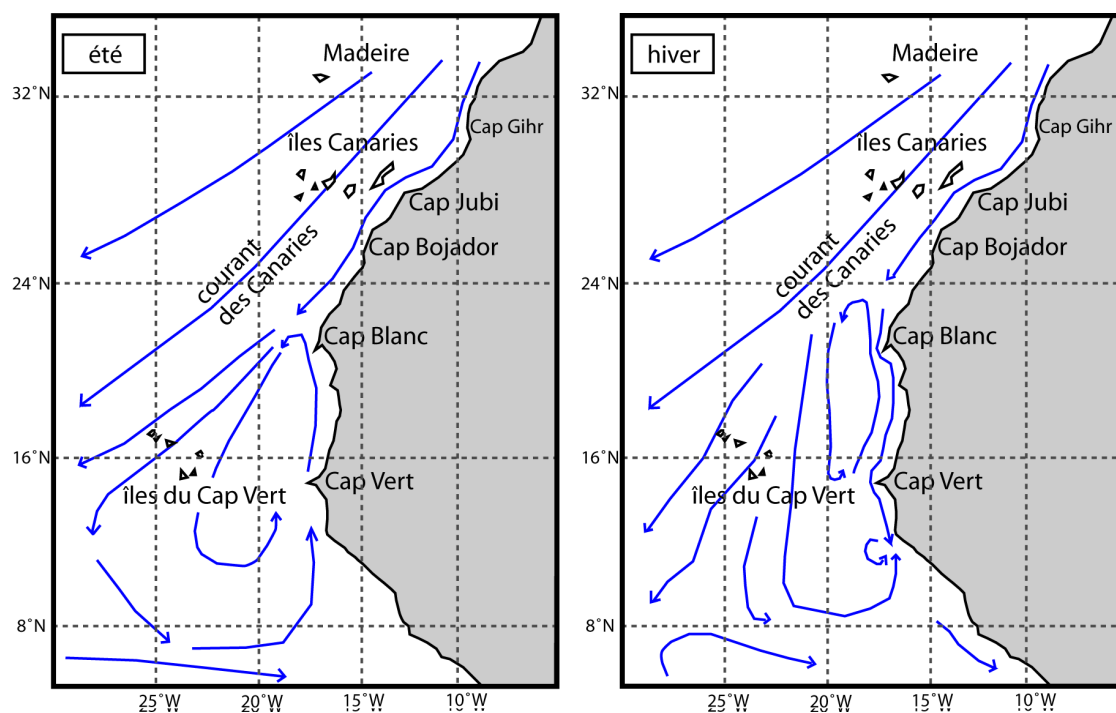 été
Madeire
32°N
Cap Gihr
îles Canaries
Cap Jubi
Cap Bojador
courant
des Canaries
24°N
Cap Blanc
16°N
Cap Vert
îles du Cap Vert
8°N
25°W
20°W
15°W
10°W
hiver
Madeire
32°N
Cap Gihr
îles Canaries
Cap Jubi
Cap Bojador
courant
des Canaries
24°N
Cap Blanc
16°N
Cap Vert
îles du Cap Vert
8°N
25°W
20°W
15°W
10°W